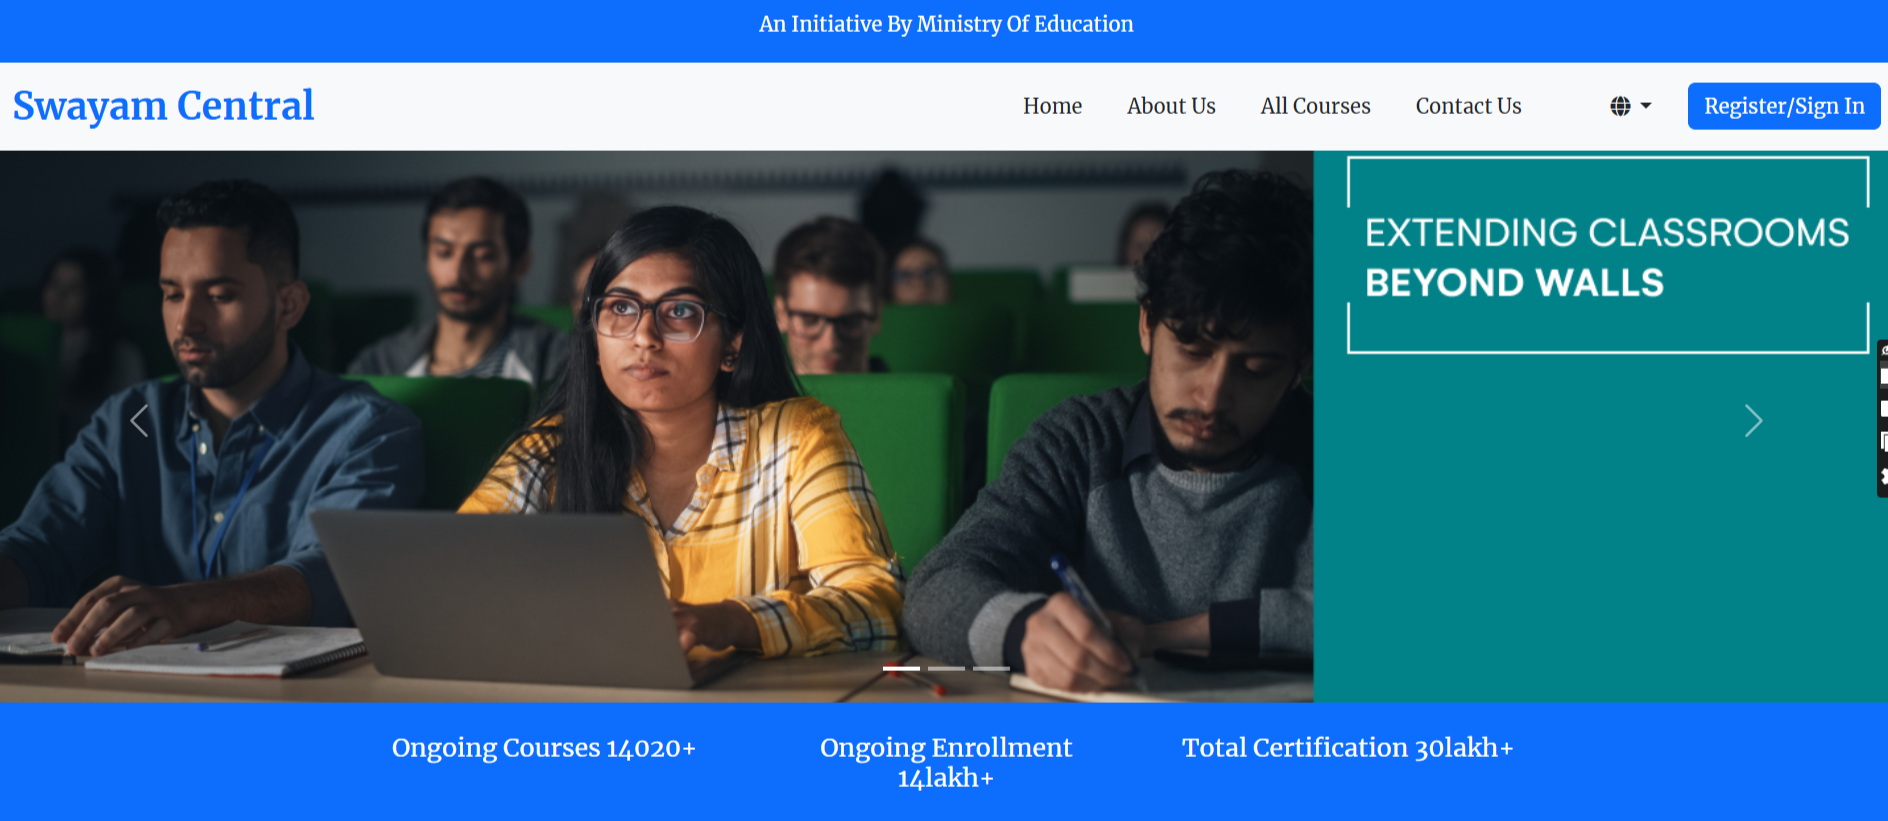 An Initiative By Ministry Of Education
Swayam Central
Home About Us All Courses Contact Us Register/Sign In
EXTENDING CLASSROOMS
BEYOND WALLS
Ongoing Courses 14020+
Ongoing Enrollment
14lakh+
Total Certification 30lakh+